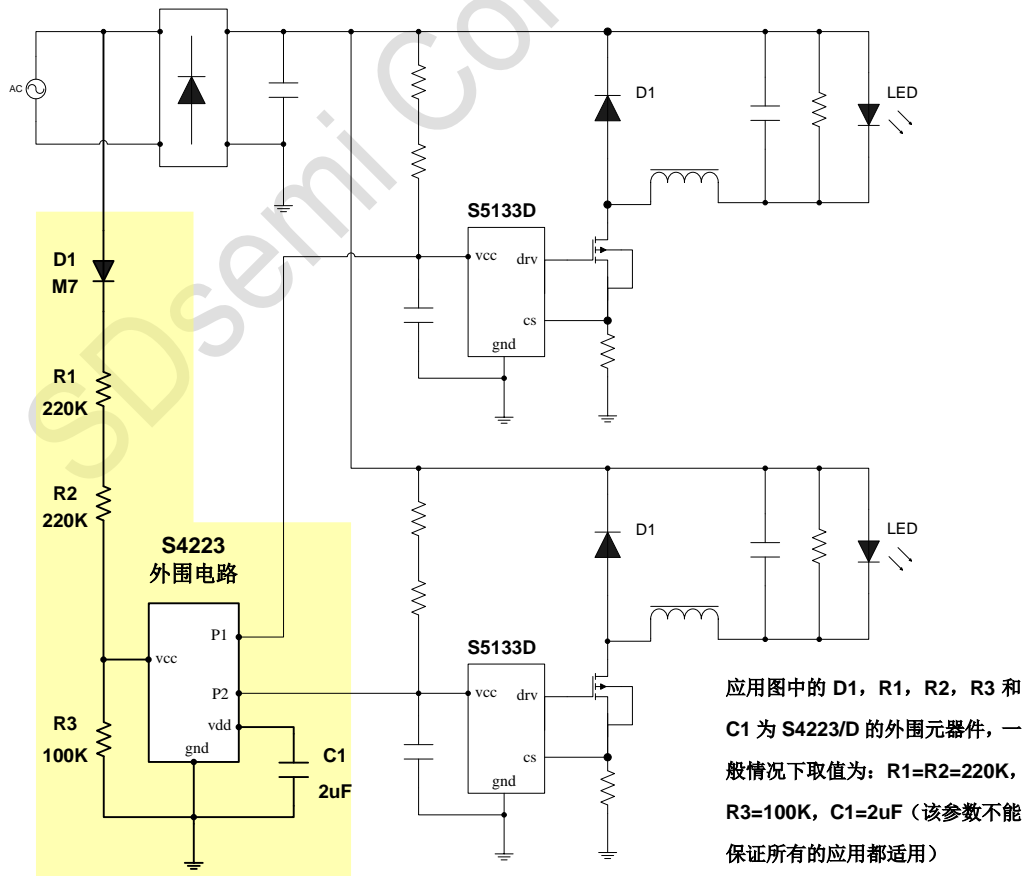 SDsemi Con
AC
D1
LED
S5133D
vcc
drv
cs
gnd
D1
M7
R1
220K
R2
220K
S4223
外围电路
P1
vcc
P2
vdd
gnd
R3
100K
C1
2uF
D1
LED
S5133D
vcc
drv
cs
gnd
应用图中的 D1，R1，R2，R3 和
C1 为 S4223/D 的外围元器件，一
般情况下取值为：R1=R2=220K，
R3=100K，C1=2uF（该参数不能
保证所有的应用都适用）